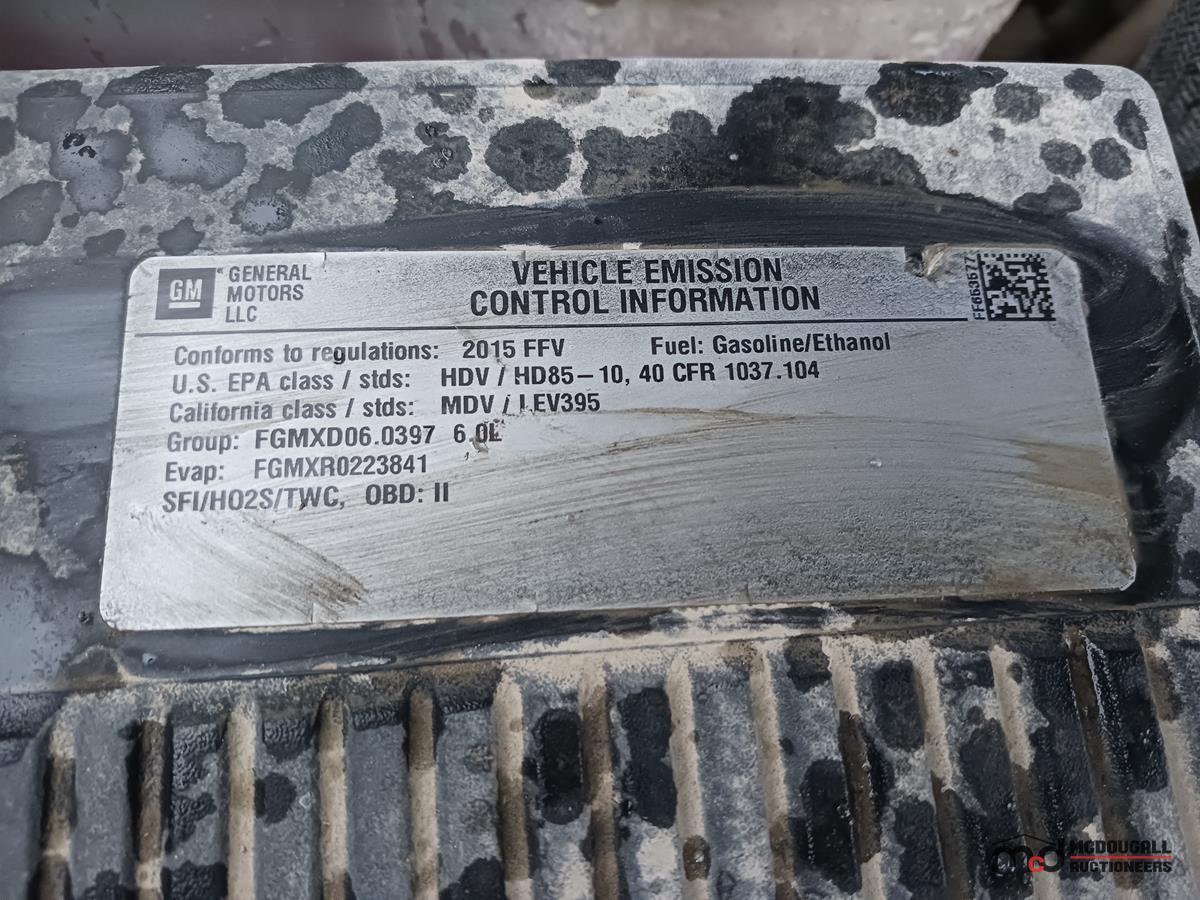 GM GENERAL MOTORS LLC
VEHICLE EMISSION
CONTROL INFORMATION
FF663677
Conforms to regulations: 2015 FFV Fuel: Gasoline/Ethanol
U.S. EPA class / stds: HDV / HD85-10, 40 CFR 1037.104
California class / stds: MDV / LEV395
Group: FGMXD06.0397 6.0L
Evap: FGMXR0223841
SFI/HO2S/TWC, OBD: II
mcd MCDOUGALL
AUCTIONEERS